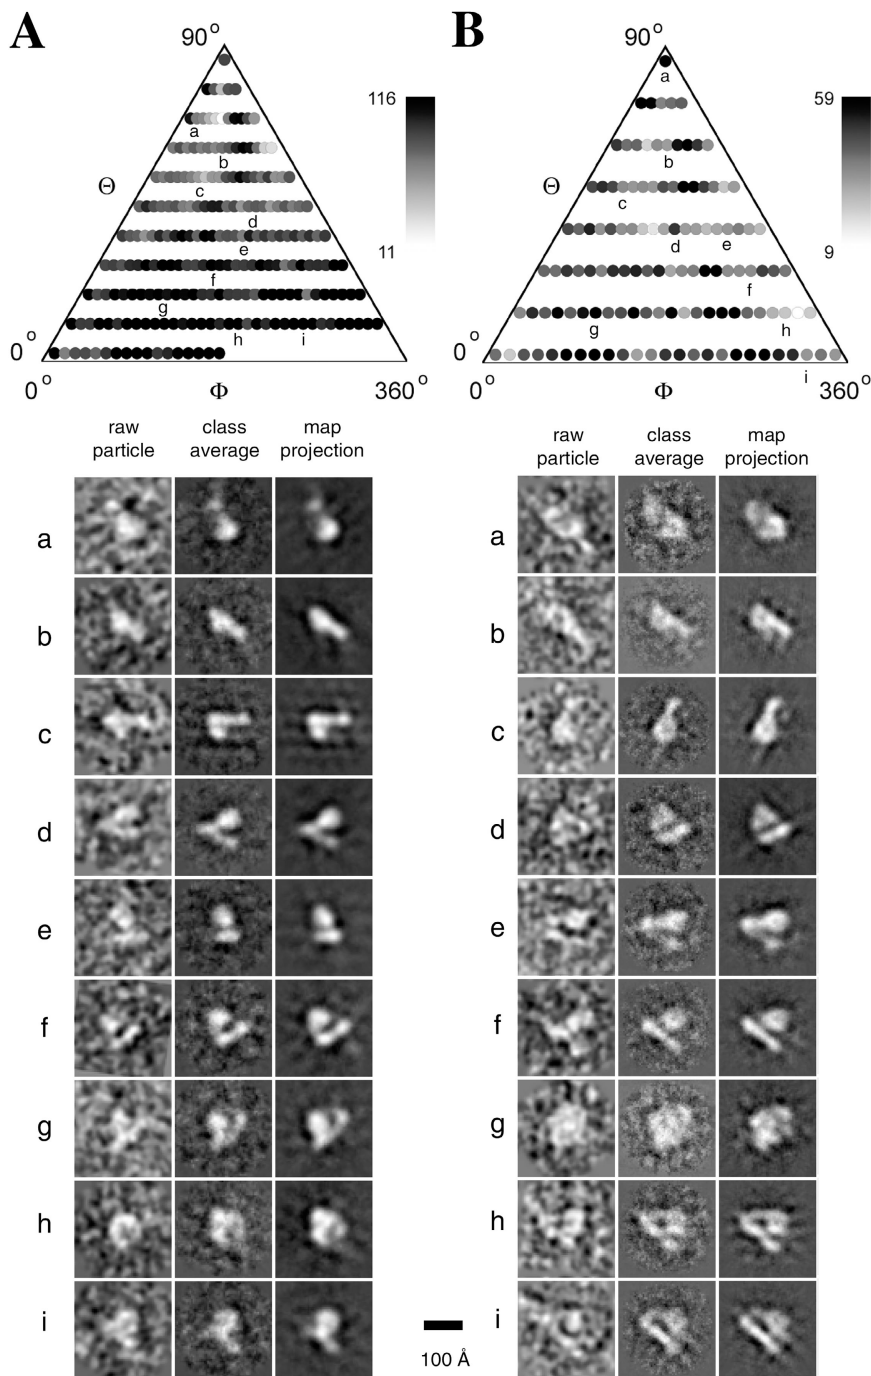 A
B
90°
90°
116
11
59
9
Θ
Θ
a
b
c
d
e
f
g
h
i
a
b
c
d
e
f
g
h
i
0°
0°
0°
Φ
360°
0°
Φ
360°
raw particle
class average
map projection
raw particle
class average
map projection
a
b
c
d
e
f
g
h
i
a
b
c
d
e
f
g
h
i
100 Å